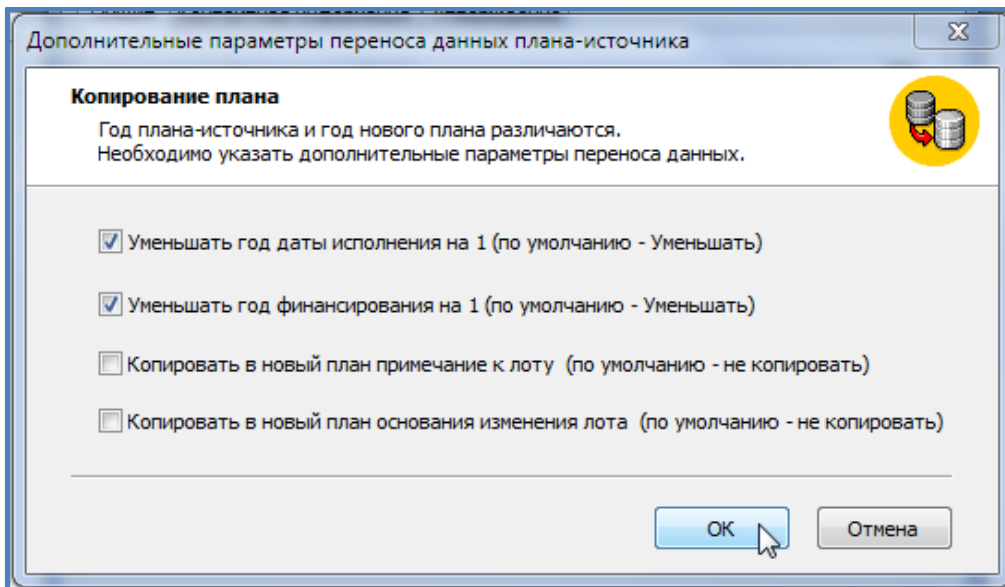 Дополнительные параметры переноса данных плана-источника
Копирование плана
Год плана-источника и год нового плана различаются.
Необходимо указать дополнительные параметры переноса данных.
Уменьшать год даты исполнения на 1 (по умолчанию - Уменьшать)
Уменьшать год финансирования на 1 (по умолчанию - Уменьшать)
Копировать в новый план примечание к лоту (по умолчанию - не копировать)
Копировать в новый план основания изменения лота (по умолчанию - не копировать)
OK Отмена